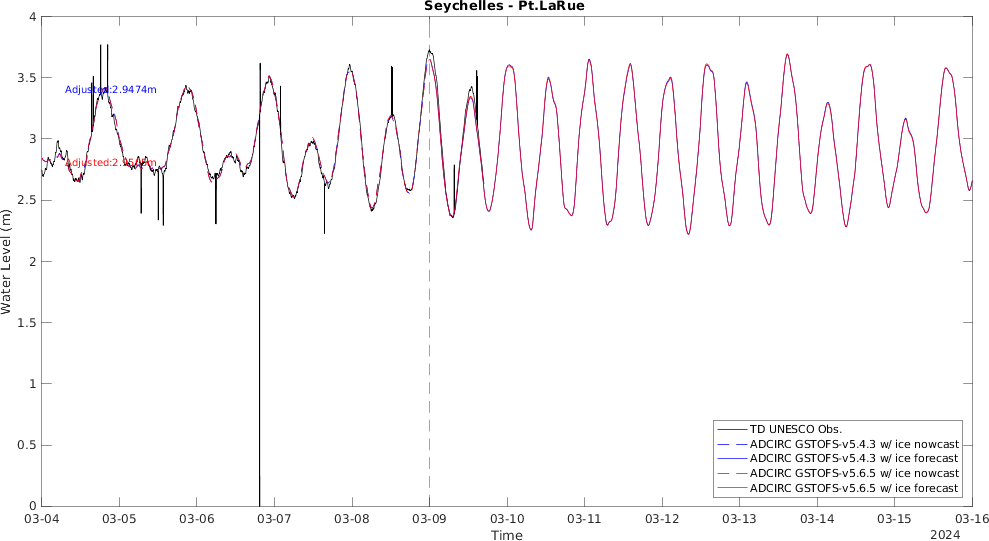 Seychelles - Pt.LaRue
4
3.5
3
2.5
2
1.5
1
0.5
0
Water Level (m)
Adjusted:2.9474m
03-04
03-05
03-06
03-07
03-08
03-09
03-10
03-11
03-12
03-13
03-14
03-15
03-16
Time
2024
TD UNESCO Obs.
ADCIRC GSTOFS-v5.4.3 w/ ice nowcast
ADCIRC GSTOFS-v5.4.3 w/ ice forecast
ADCIRC GSTOFS-v5.6.5 w/ ice nowcast
ADCIRC GSTOFS-v5.6.5 w/ ice forecast